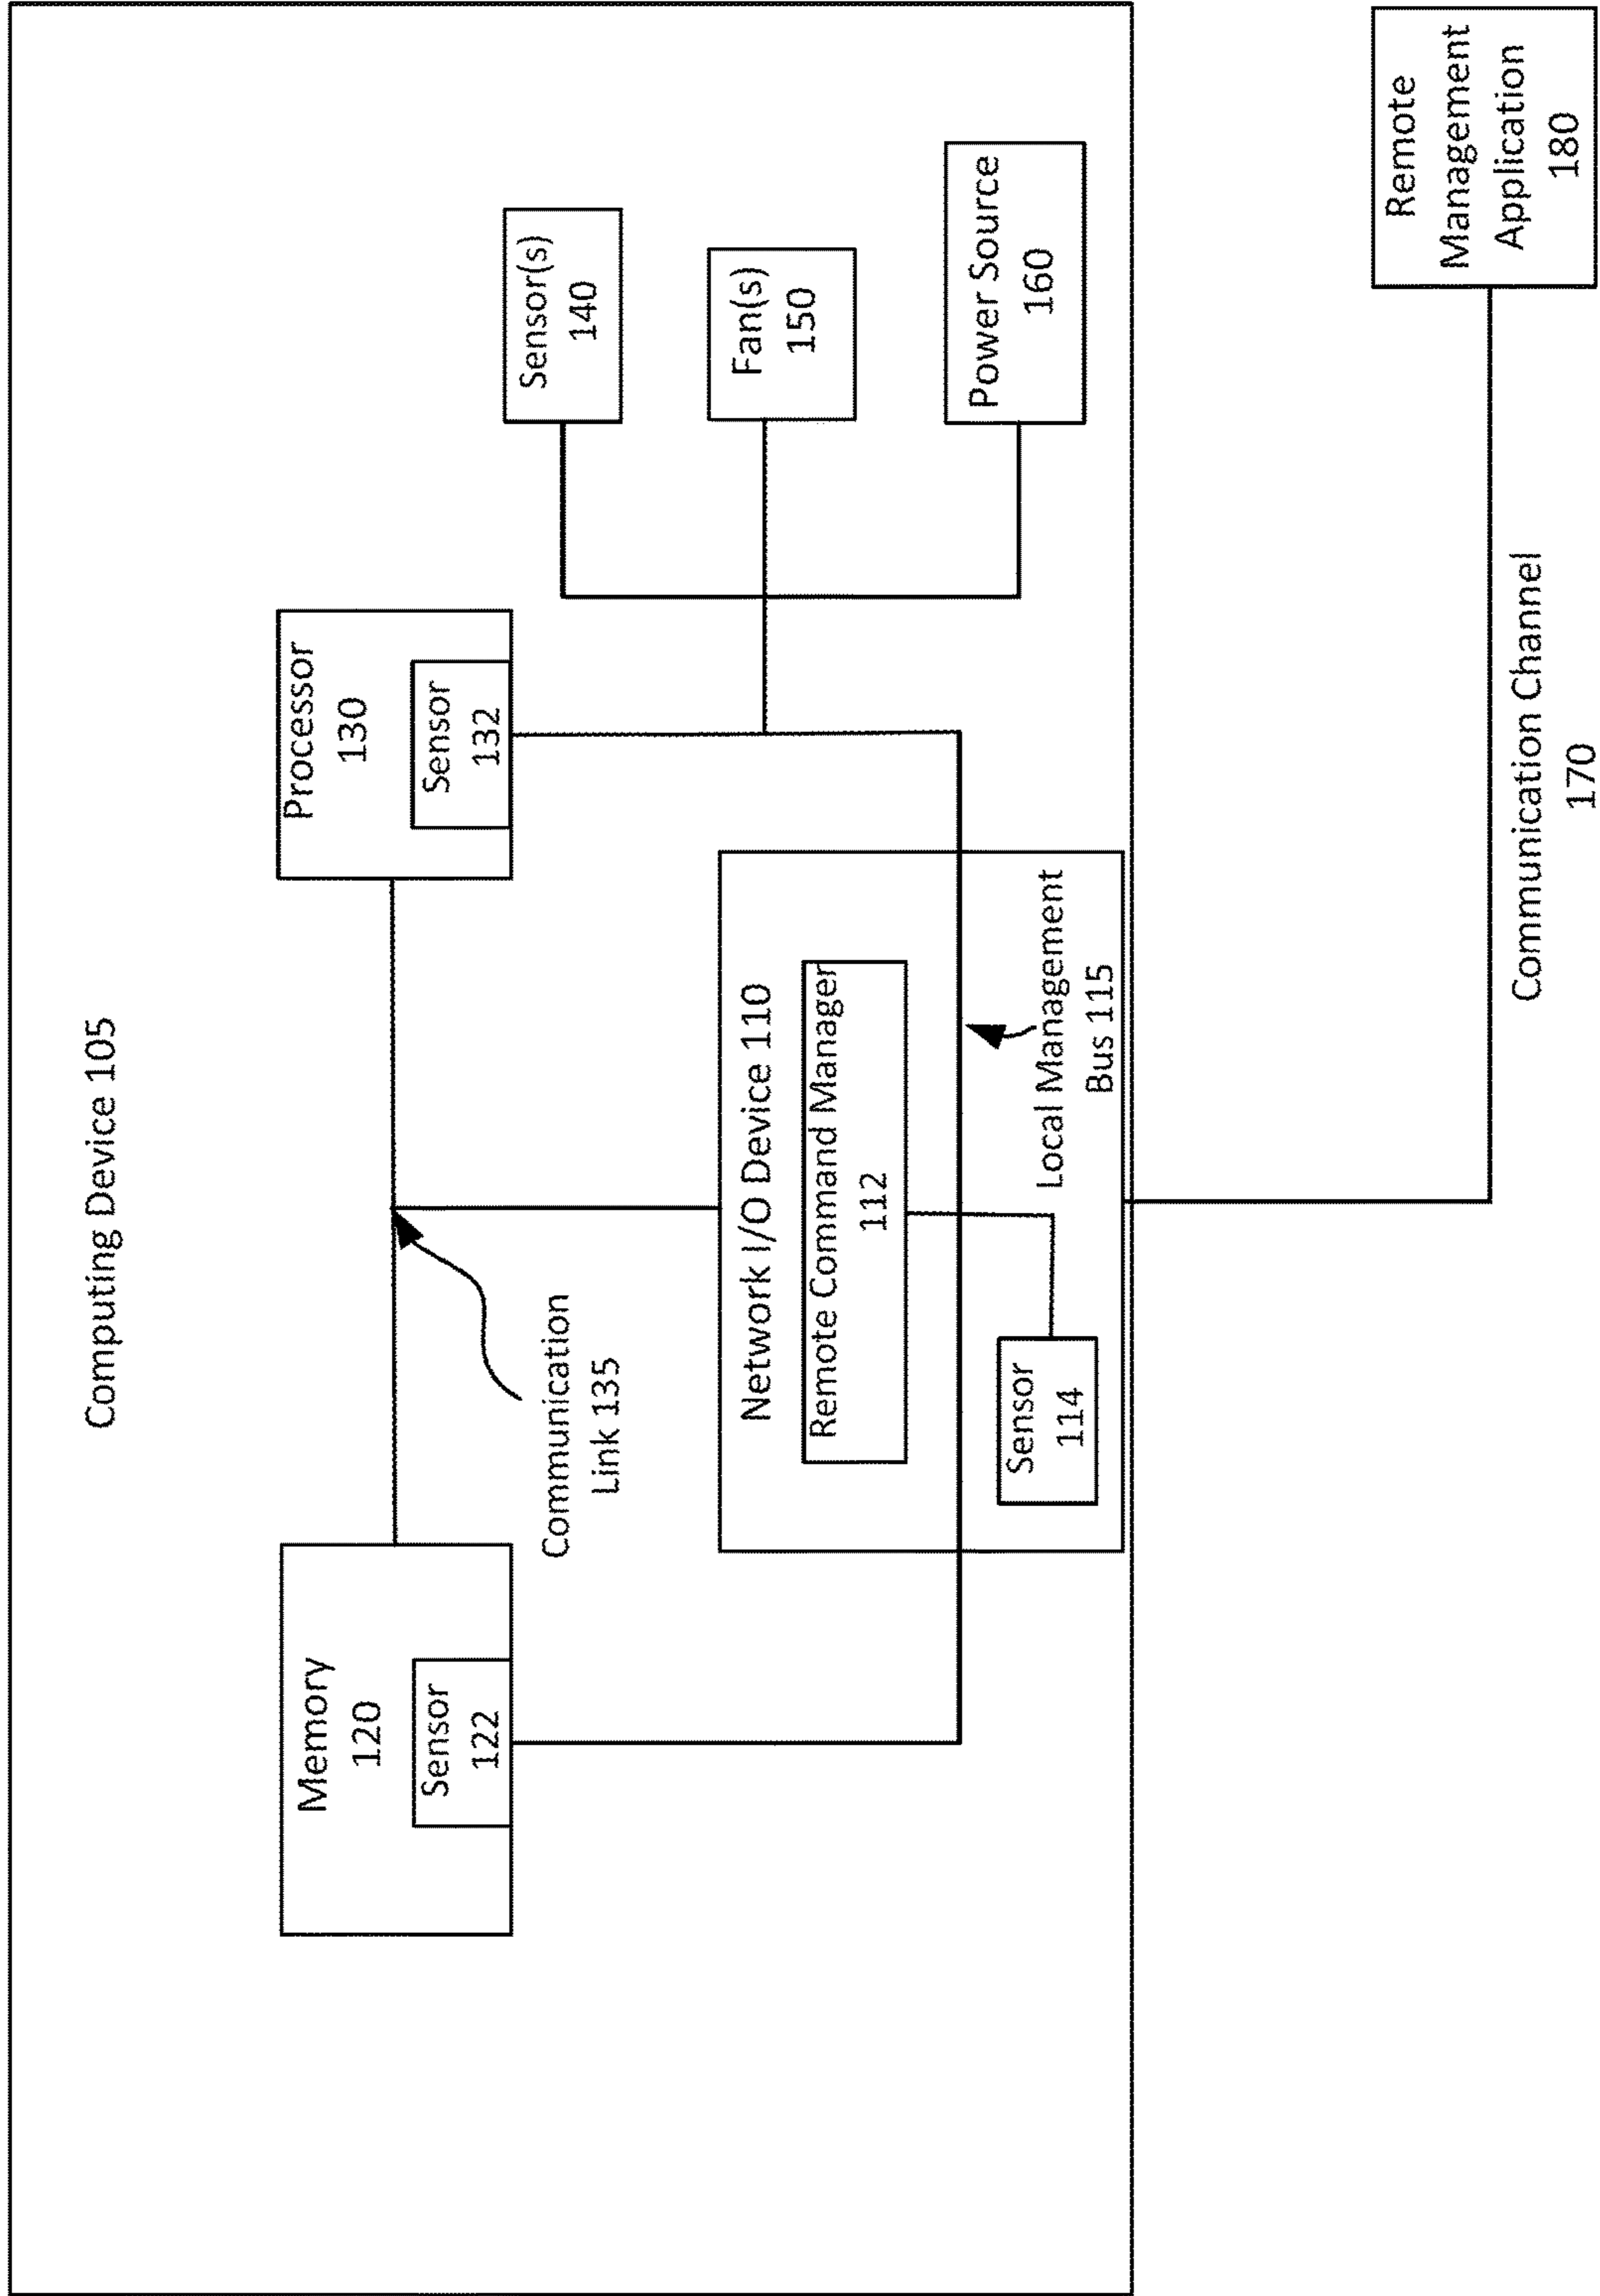 Computing Device 105
Memory
120
Sensor
122
Processor
130
Sensor
132
Communication
Link 135
Sensor(s)
140
Fan(s)
150
Power Source
160
Network I/O Device 110
Remote Command Manager
112
Sensor
114
Local Management
Bus 115
Remote
Management
Application
180
Communication Channel
170